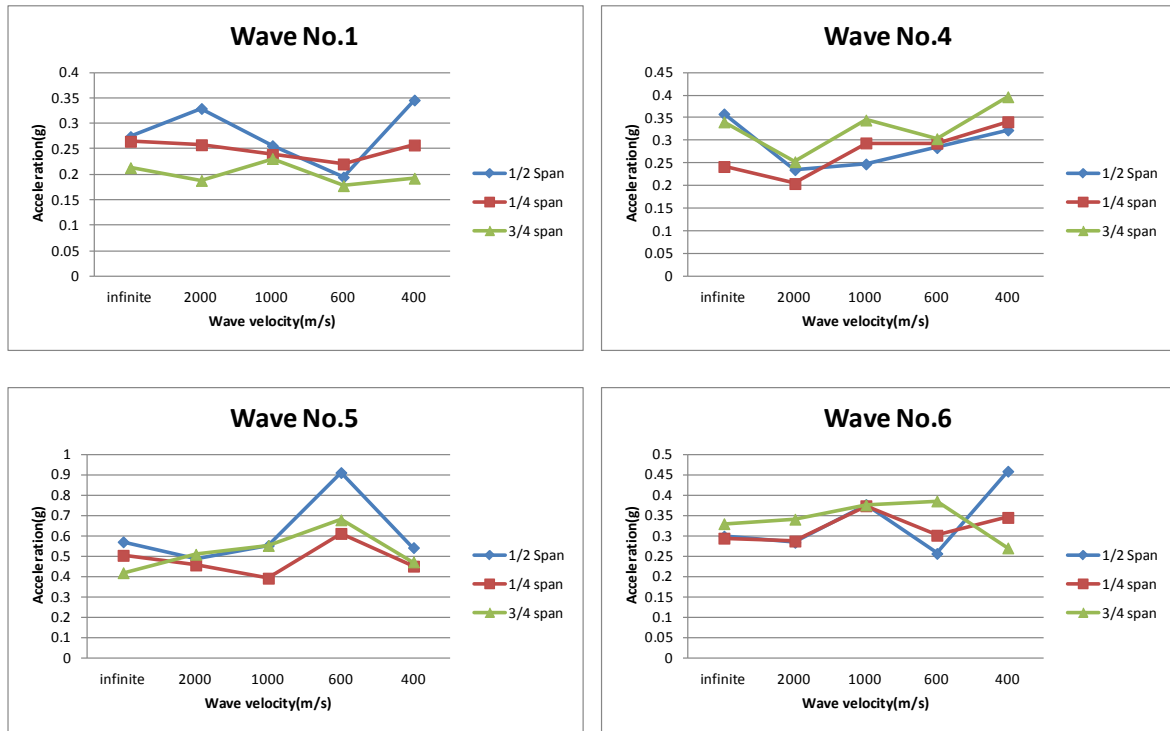 Wave No.1
0.4
0.35
0.3
0.25
0.2
0.15
0.1
0.05
0
Acceleration(g)
infinite 2000 1000 600 400
Wave velocity(m/s)
1/2 Span
1/4 span
3/4 span
Wave No.4
0.45
0.4
0.35
0.3
0.25
0.2
0.15
0.1
0.05
0
Acceleration(g)
infinite 2000 1000 600 400
Wave velocity(m/s)
1/2 Span
1/4 span
3/4 span
Wave No.5
1
0.9
0.8
0.7
0.6
0.5
0.4
0.3
0.2
0.1
0
Acceleration(g)
infinite 2000 1000 600 400
Wave velocity(m/s)
1/2 Span
1/4 span
3/4 span
Wave No.6
0.5
0.45
0.4
0.35
0.3
0.25
0.2
0.15
0.1
0.05
0
Acceleration(g)
infinite 2000 1000 600 400
Wave velocity(m/s)
1/2 Span
1/4 span
3/4 span